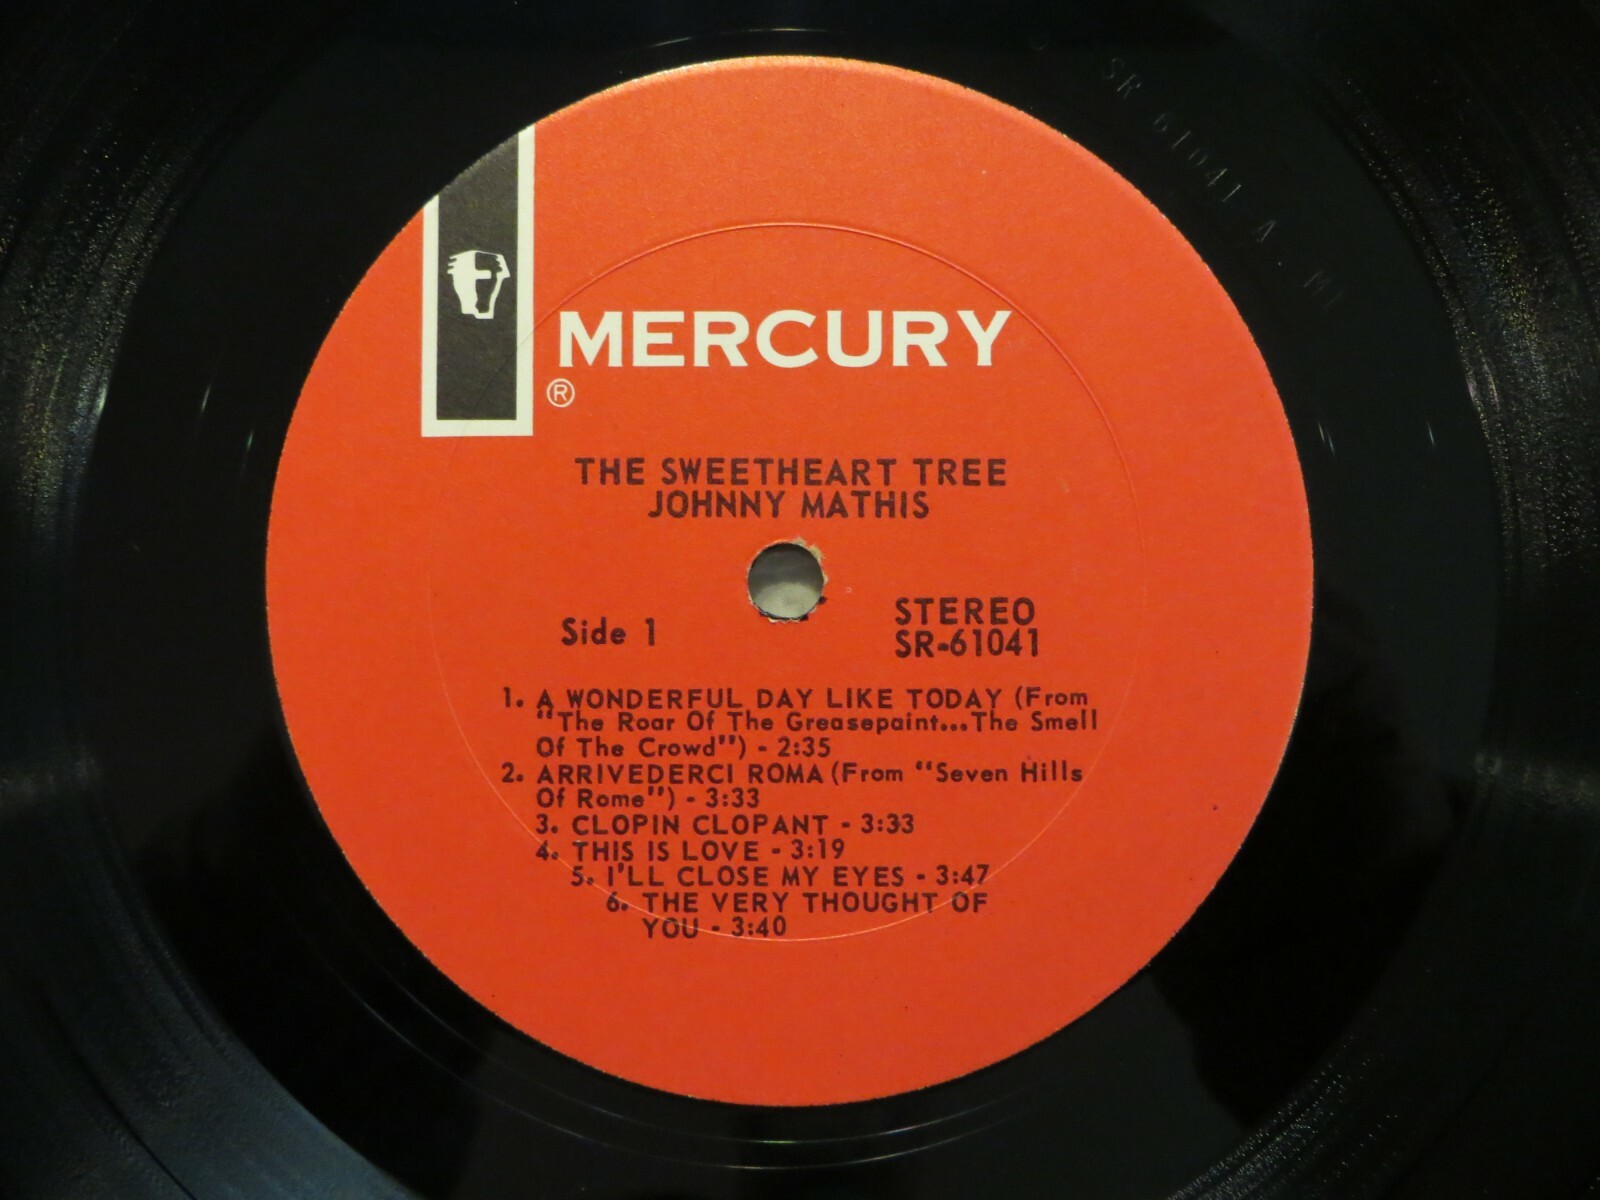 SR 61041 A
MERCURY
®
THE SWEETHEART TREE
JOHNNY MATHIS
Side 1
STEREO
SR-61041
1. A WONDERFUL DAY LIKE TODAY (From
"The Roar Of The Greasepaint...The Smell
Of The Crowd") - 2:35
2. ARRIVEDERCI ROMA (From "Seven Hills
Of Rome") - 3:33
3. CLOPIN CLOPANT - 3:33
4. THIS IS LOVE - 3:19
5. I'LL CLOSE MY EYES - 3:47
6. THE VERY THOUGHT OF
YOU - 3:40